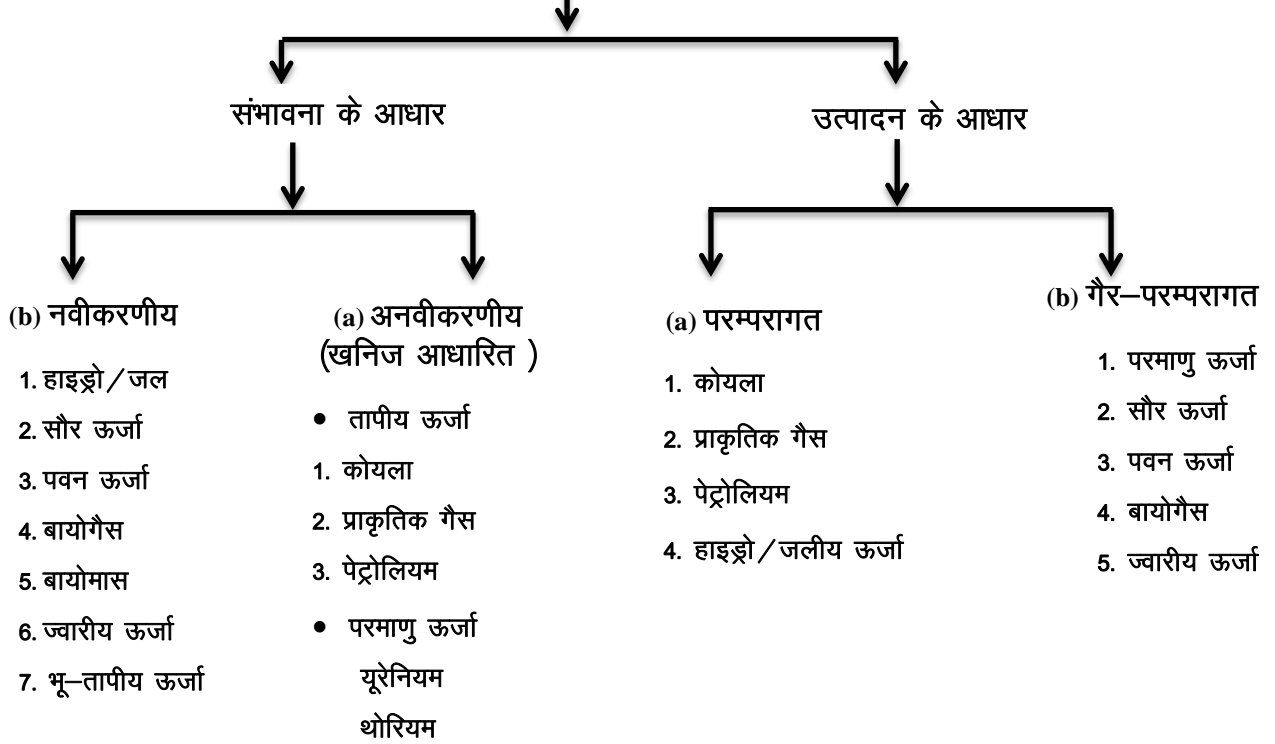 संभावना के आधार
उत्पादन के आधार
(b) नवीकरणीय
1. हाइड्रो/जल
2. सौर ऊर्जा
3. पवन ऊर्जा
4. बायोगैस
5. बायोमास
6. ज्वारीय ऊर्जा
7. भू–तापीय ऊर्जा
(a) अनवीकरणीय
(खनिज आधारित )
• तापीय ऊर्जा
1. कोयला
2. प्राकृतिक गैस
3. पेट्रोलियम
• परमाणु ऊर्जा
यूरेनियम
थोरियम
(a) परम्परागत
1. कोयला
2. प्राकृतिक गैस
3. पेट्रोलियम
4. हाइड्रो/जलीय ऊर्जा
(b) गैर–परम्परागत
1. परमाणु ऊर्जा
2. सौर ऊर्जा
3. पवन ऊर्जा
4. बायोगैस
5. ज्वारीय ऊर्जा